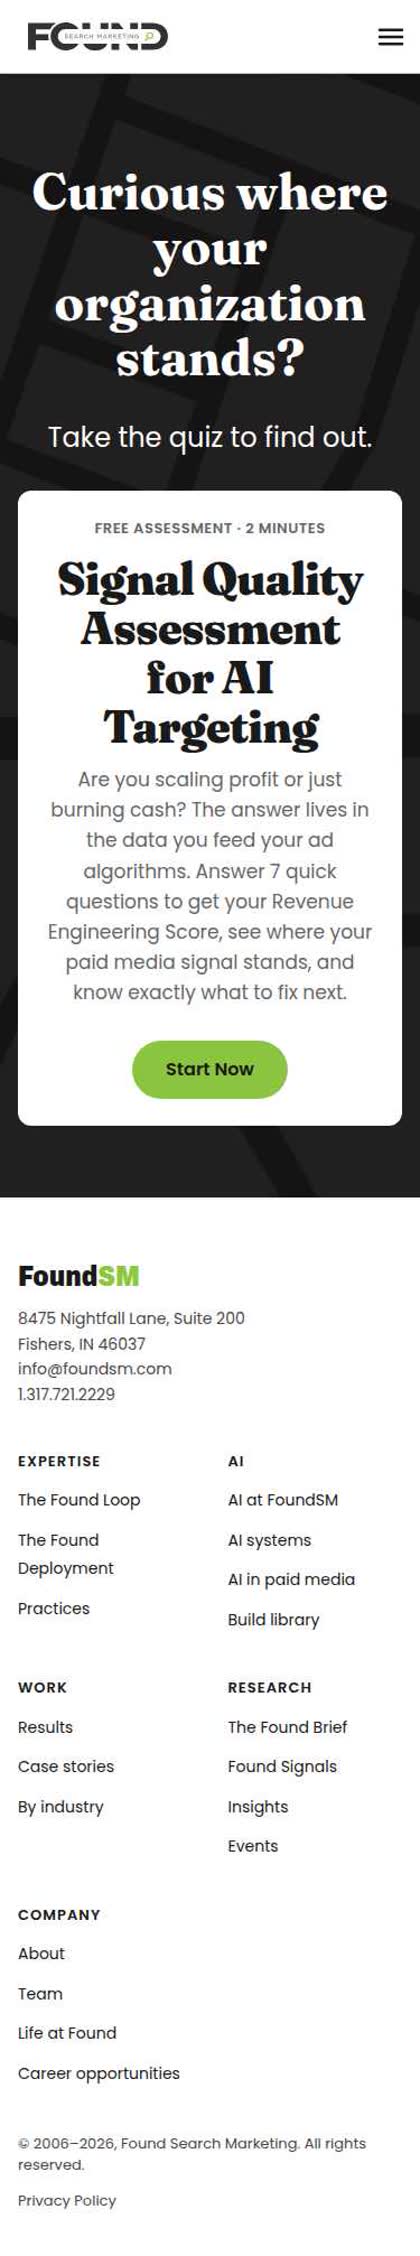 FOUND
SEARCH MARKETING
Curious where
your
organization
stands?
Take the quiz to find out.
FREE ASSESSMENT · 2 MINUTES
Signal Quality
Assessment
for AI
Targeting
Are you scaling profit or just
burning cash? The answer lives in
the data you feed your ad
algorithms. Answer 7 quick
questions to get your Revenue
Engineering Score, see where your
paid media signal stands, and
know exactly what to fix next.
Start Now
FoundSM
8475 Nightfall Lane, Suite 200
Fishers, IN 46037
info@foundsm.com
1.317.721.2229
EXPERTISE
The Found Loop
The Found
Deployment
Practices
AI
AI at FoundSM
AI systems
AI in paid media
Build library
WORK
Results
Case stories
By industry
RESEARCH
The Found Brief
Found Signals
Insights
Events
COMPANY
About
Team
Life at Found
Career opportunities
© 2006–2026, Found Search Marketing. All rights
reserved.
Privacy Policy